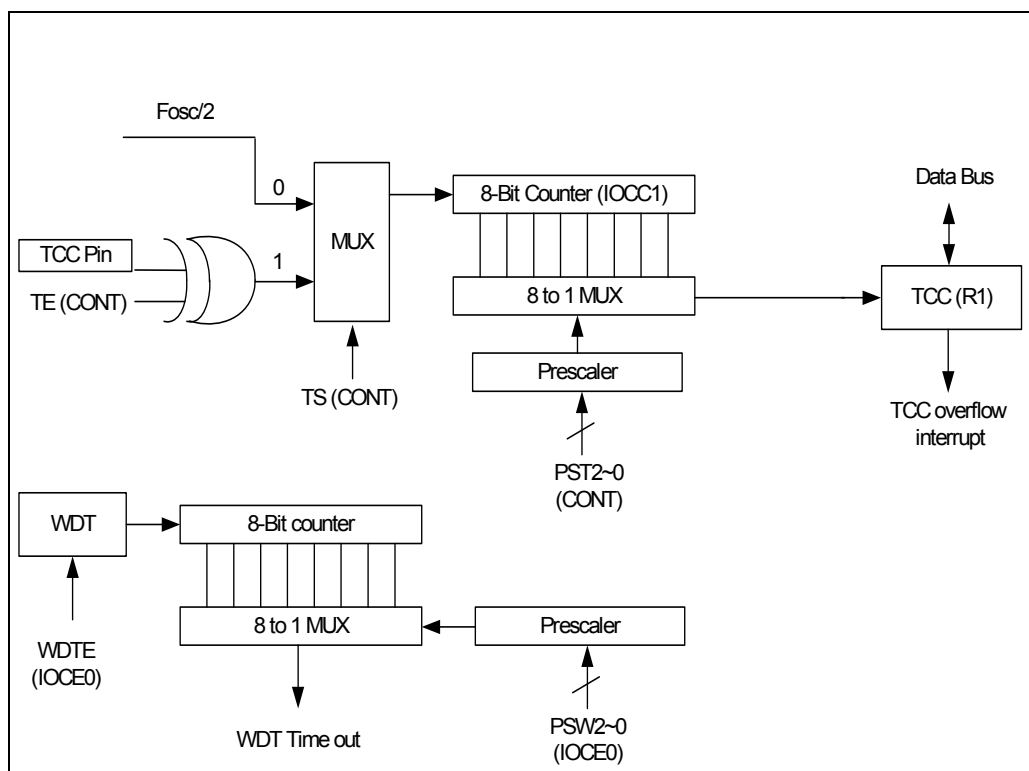 Fosc/2
0
TCC Pin
TE (CONT)
1
MUX
TS (CONT)
8-Bit Counter (IOCC1)
8 to 1 MUX
Prescaler
PST2~0
(CONT)
Data Bus
TCC (R1)
TCC overflow
interrupt
WDT
WDTE
(IOCE0)
8-Bit counter
8 to 1 MUX
WDT Time out
Prescaler
PSW2~0
(IOCE0)